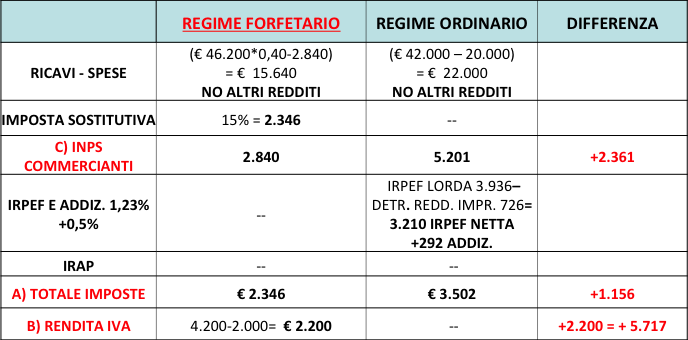 REGIME FORFETARIO REGIME ORDINARIO DIFFERENZA
RICAVI - SPESE
(€ 46.200*0,40-2.840)
= € 15.640
NO ALTRI REDDITI
(€ 42.000 – 20.000)
= € 22.000
NO ALTRI REDDITI
IMPOSTA SOSTITUTIVA 15% = 2.346 --
C) INPS
COMMERCIANTI
2.840 5.201 +2.361
IRPEF E ADDIZ. 1,23%
+0,5%
--
IRPEF LORDA 3.936–
DETR. REDD. IMPR. 726=
3.210 IRPEF NETTA
+292 ADDIZ.
IRAP -- --
A) TOTALE IMPOSTE € 2.346 € 3.502 +1.156
B) RENDITA IVA 4.200-2.000= € 2.200 -- +2.200 = + 5.717